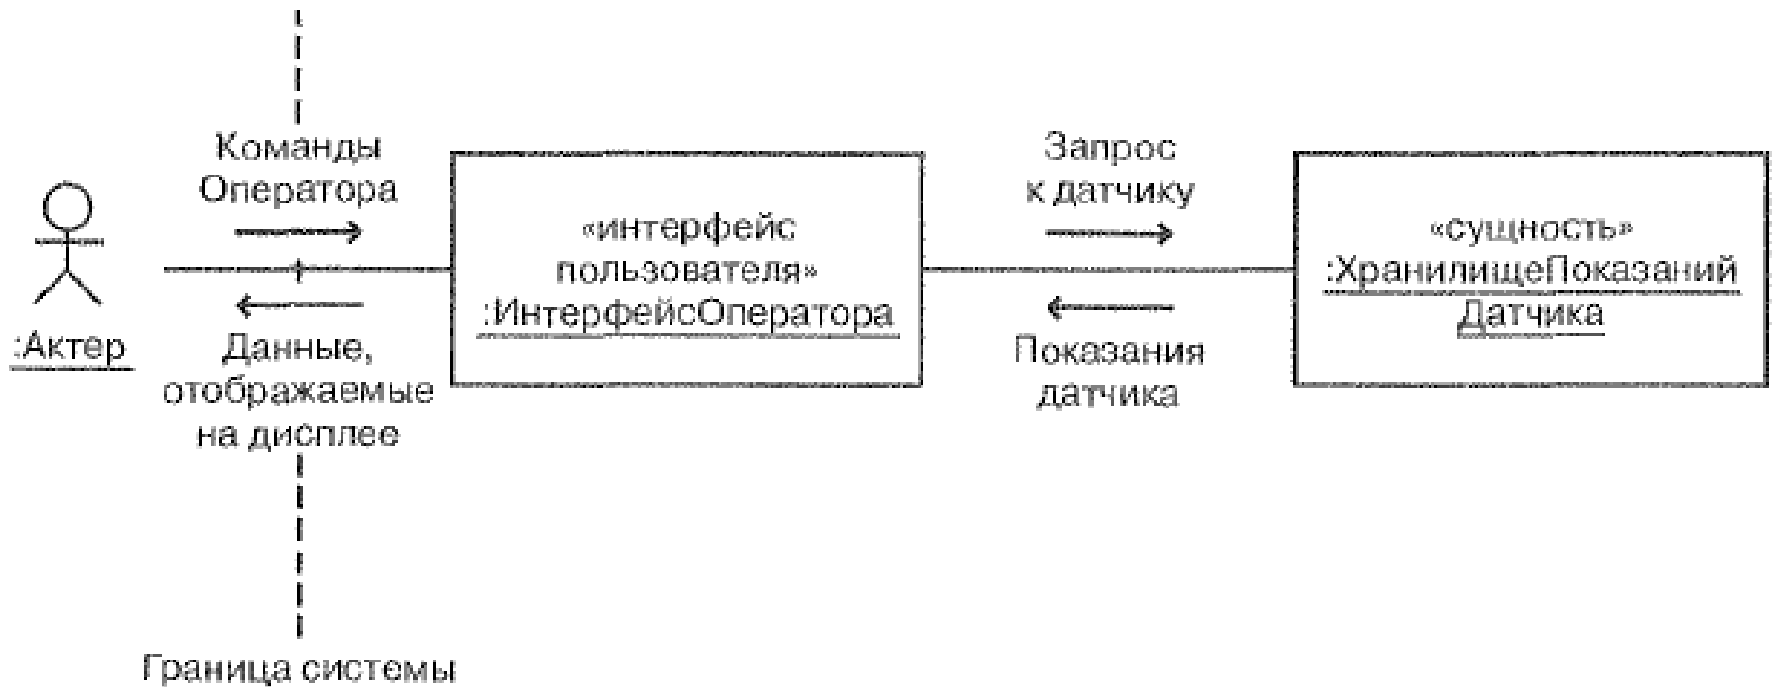 Команды
Оператора
:Актер
Данные,
отображаемые
на дисплее
«интерфейс
пользователя»
:ИнтерфейсОператора
Запрос
к датчику
Показания
датчика
«сущность»
:ХранилищеПоказаний
Датчика
Граница системы